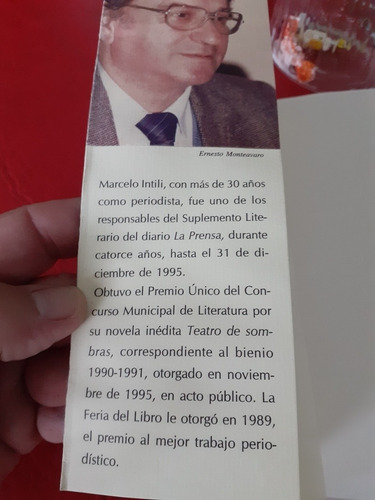 Ernesto Monteavaro
Marcelo Intili, con más de 30 años
como periodista, fue uno de los
responsables del Suplemento Lite-
rario del diario La Prensa, durante
catorce años, hasta el 31 de di-
ciembre de 1995.
Obtuvo el Premio Único del Con-
curso Municipal de Literatura por
su novela inédita Teatro de som-
bras, correspondiente al bienio
1990-1991, otorgado en noviem-
bre de 1995, en acto público. La
Feria del Libro le otorgó en 1989,
el premio al mejor trabajo perio-
dístico.